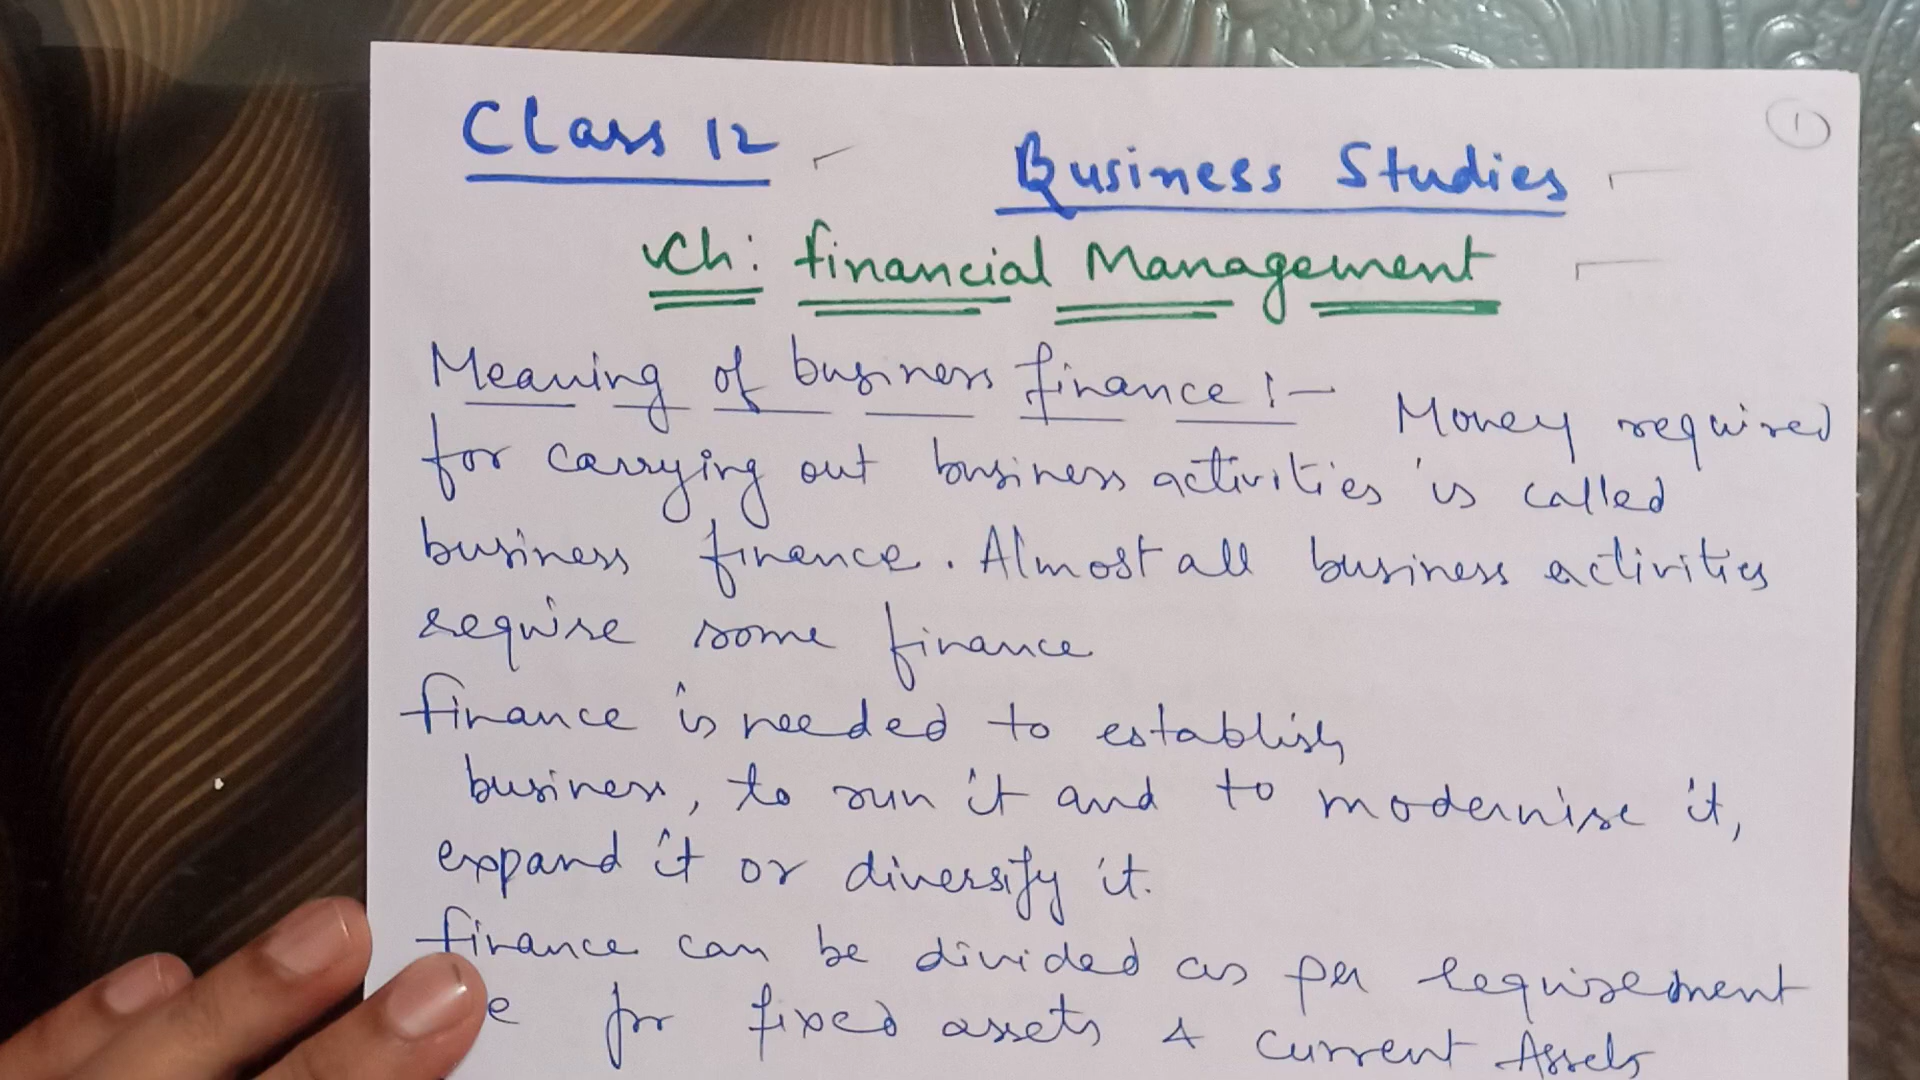 1
Class 12
Business Studies
Ch: financial Management
Meaning of business finance :- Money required
for carrying out business activities is called
business finance. Almost all business activities
require some finance
finance is needed to establish
business, to run it and to modernise it,
expand it or diversify it.
finance can be divided as per requirement
for fixed assets & Current Assets